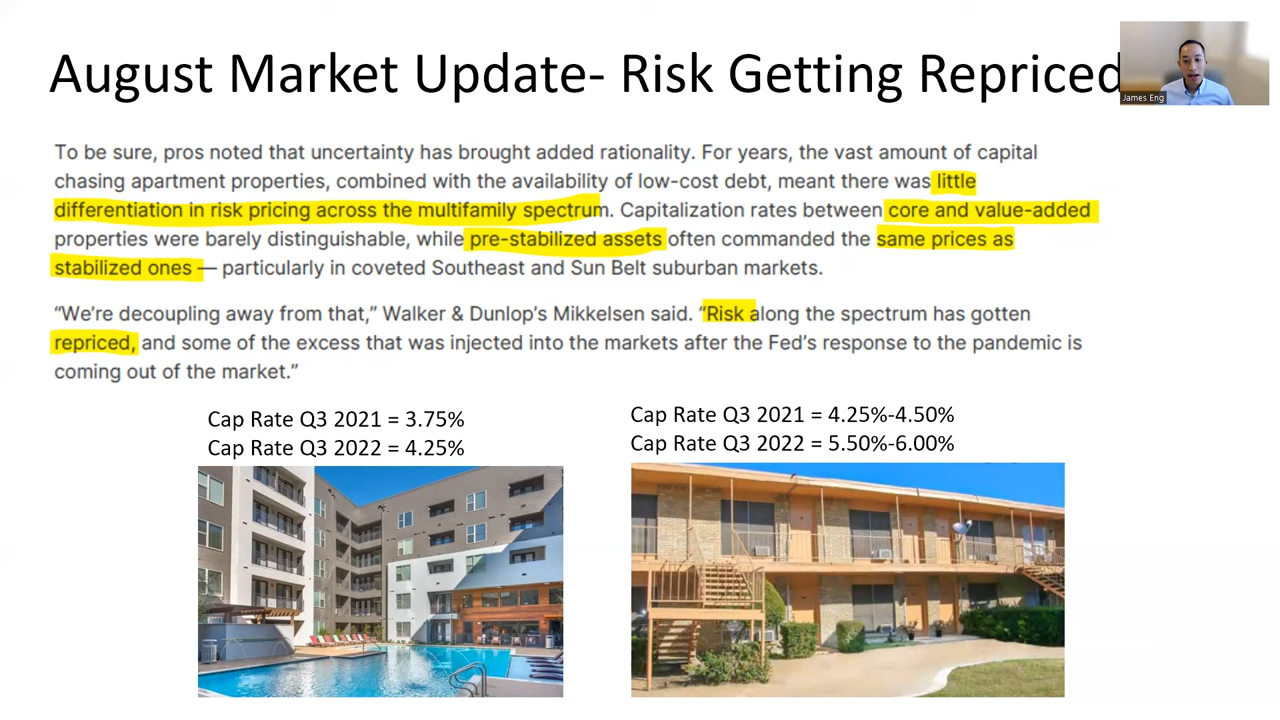 August Market Update- Risk Getting Repriced
James Eng
To be sure, pros noted that uncertainty has brought added rationality. For years, the vast amount of capital
chasing apartment properties, combined with the availability of low-cost debt, meant there was little
differentiation in risk pricing across the multifamily spectrum. Capitalization rates between core and value-added
properties were barely distinguishable, while pre-stabilized assets often commanded the same prices as
stabilized ones — particularly in coveted Southeast and Sun Belt suburban markets.
“We’re decoupling away from that,” Walker & Dunlop’s Mikkelsen said. “Risk along the spectrum has gotten
repriced, and some of the excess that was injected into the markets after the Fed’s response to the pandemic is
coming out of the market.”
Cap Rate Q3 2021 = 3.75%
Cap Rate Q3 2022 = 4.25%
Cap Rate Q3 2021 = 4.25%-4.50%
Cap Rate Q3 2022 = 5.50%-6.00%